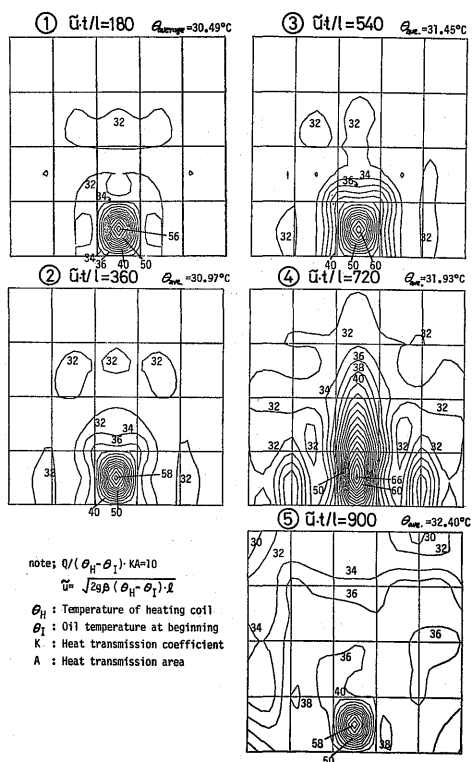 ① ũ·t/l=180 θaverage=30.49°C
32
32
34
56
34 36 40 50
② ũ·t/l=360 θave.=30.97°C
32 32 32
32
34
36
58
32 32
40 50
③ ũ·t/l=540 θave.=31.45°C
32 32
34
36
32 32
40 50 60
④ ũ·t/l=720 θave.=31.93°C
32 32
32
36
38
40
34 34
32
32 32
50 56
60
⑤ ũ·t/l=900 θave.=32.40°C
30 32 30
32
34
36
34
36
40
38
58 38
50
note; Q/(θH-θI)·KA=10
ũ= √2gβ(θH-θI)·ℓ
θH : Temperature of heating coil
θI : Oil temperature at beginning
K : Heat transmission coefficient
A : Heat transmission area